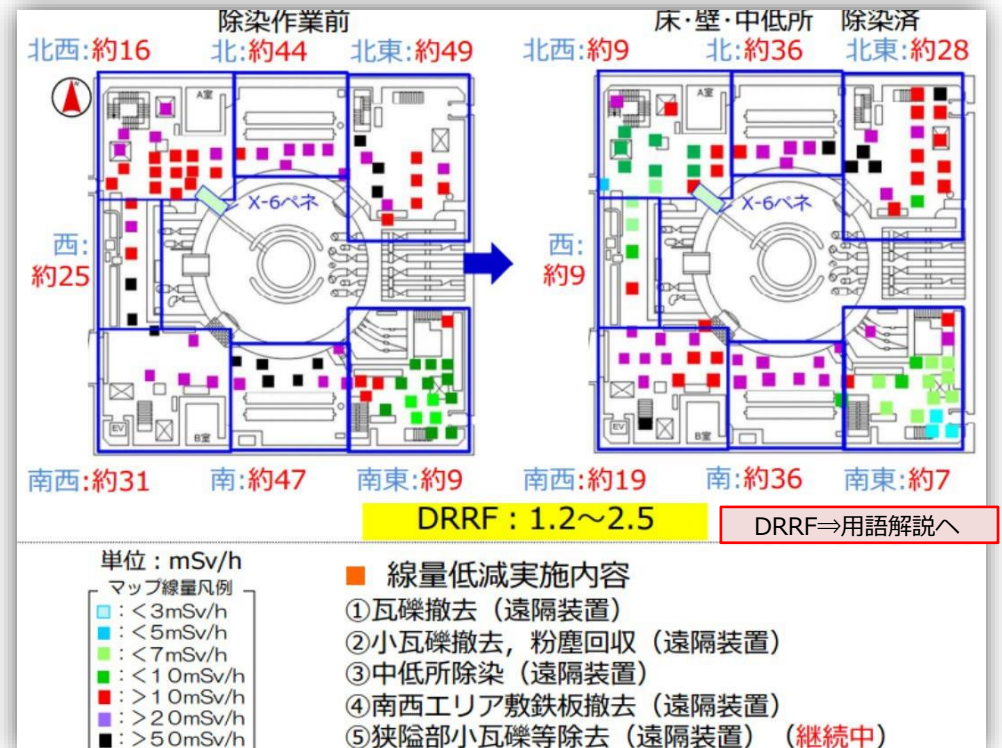 除染作業前
床・壁・中低所　除染済
北西:約16
北:約44
北東:約49
北西:約9
北:約36
北東:約28
N
A室
A室
X-6ペネ
X-6ペネ
西:
約25
西:
約9
EV
B室
EV
B室
南西:約31
南:約47
南東:約9
南西:約19
南:約36
南東:約7
DRRF：1.2～2.5
DRRF⇒用語解説へ
単位：mSv/h
マップ線量凡例
：＜3mSv/h
：＜5mSv/h
：＜7mSv/h
：＜10mSv/h
：＞10mSv/h
：＞20mSv/h
：＞50mSv/h
■ 線量低減実施内容
①瓦礫撤去（遠隔装置）
②小瓦礫撤去，粉塵回収（遠隔装置）
③中低所除染（遠隔装置）
④南西エリア敷鉄板撤去（遠隔装置）
⑤狭隘部小瓦礫等除去（遠隔装置）（継続中）